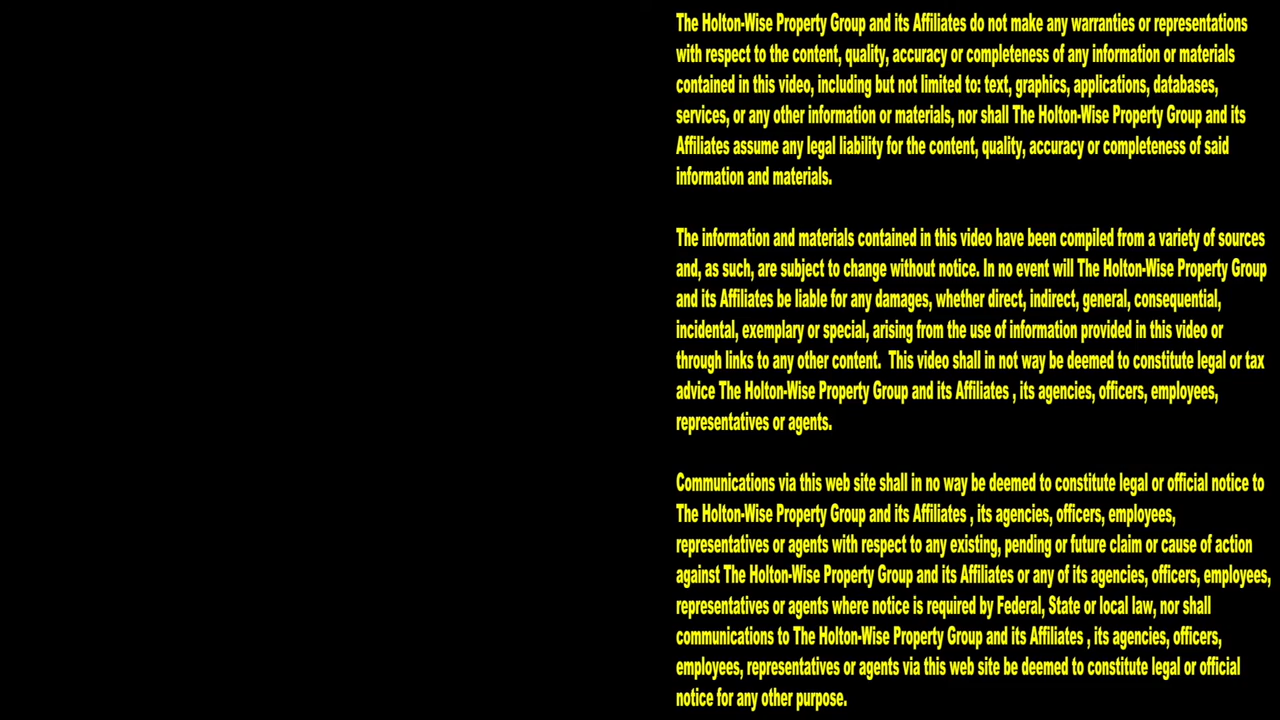 The Holton-Wise Property Group and its Affiliates do not make any warranties or representations
with respect to the content, quality, accuracy or completeness of any information or materials
contained in this video, including but not limited to: text, graphics, applications, databases,
services, or any other information or materials, nor shall The Holton-Wise Property Group and its
Affiliates assume any legal liability for the content, quality, accuracy or completeness of said
information and materials.
The information and materials contained in this video have been compiled from a variety of sources
and, as such, are subject to change without notice. In no event will The Holton-Wise Property Group
and its Affiliates be liable for any damages, whether direct, indirect, general, consequential,
incidental, exemplary or special, arising from the use of information provided in this video or
through links to any other content.  This video shall in not way be deemed to constitute legal or tax
advice The Holton-Wise Property Group and its Affiliates , its agencies, officers, employees,
representatives or agents.
Communications via this web site shall in no way be deemed to constitute legal or official notice to
The Holton-Wise Property Group and its Affiliates , its agencies, officers, employees,
representatives or agents with respect to any existing, pending or future claim or cause of action
against The Holton-Wise Property Group and its Affiliates or any of its agencies, officers, employees,
representatives or agents where notice is required by Federal, State or local law, nor shall
communications to The Holton-Wise Property Group and its Affiliates , its agencies, officers,
employees, representatives or agents via this web site be deemed to constitute legal or official
notice for any other purpose.